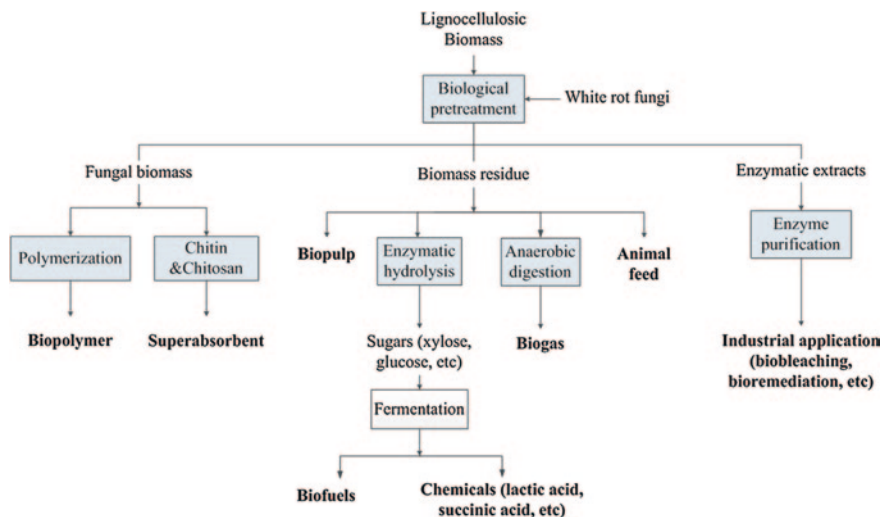 Lignocellulosic
Biomass
Biological
pretreatment
White rot fungi
Fungal biomass
Biomass residue
Enzymatic extracts
Polymerization
Chitin
&Chitosan
Biopulp
Enzymatic
hydrolysis
Anaerobic
digestion
Animal
feed
Enzyme
purification
Biopolymer
Superabsorbent
Sugars (xylose,
glucose, etc)
Biogas
Industrial application
(biobleaching,
bioremediation, etc)
Fermentation
Biofuels
Chemicals (lactic acid,
succinic acid, etc)